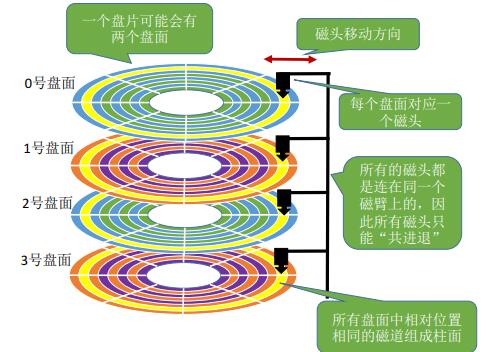 一个盘片可能会有
两个盘面
磁头移动方向
0号盘面
每个盘面对应一
个磁头
1号盘面
所有的磁头都
是连在同一个
磁臂上的，因
此所有磁头只
能“共进退”
2号盘面
3号盘面
所有盘面中相对位置
相同的磁道组成柱面